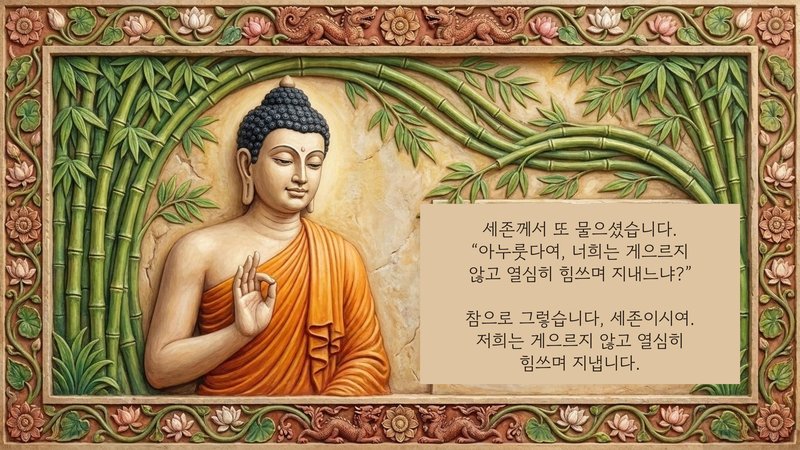 세존께서 또 물으셨습니다.
“아누룻다여, 너희는 게으르지
않고 열심히 힘쓰며 지내느냐?”
참으로 그렇습니다, 세존이시여.
저희는 게으르지 않고 열심히
힘쓰며 지냅니다.